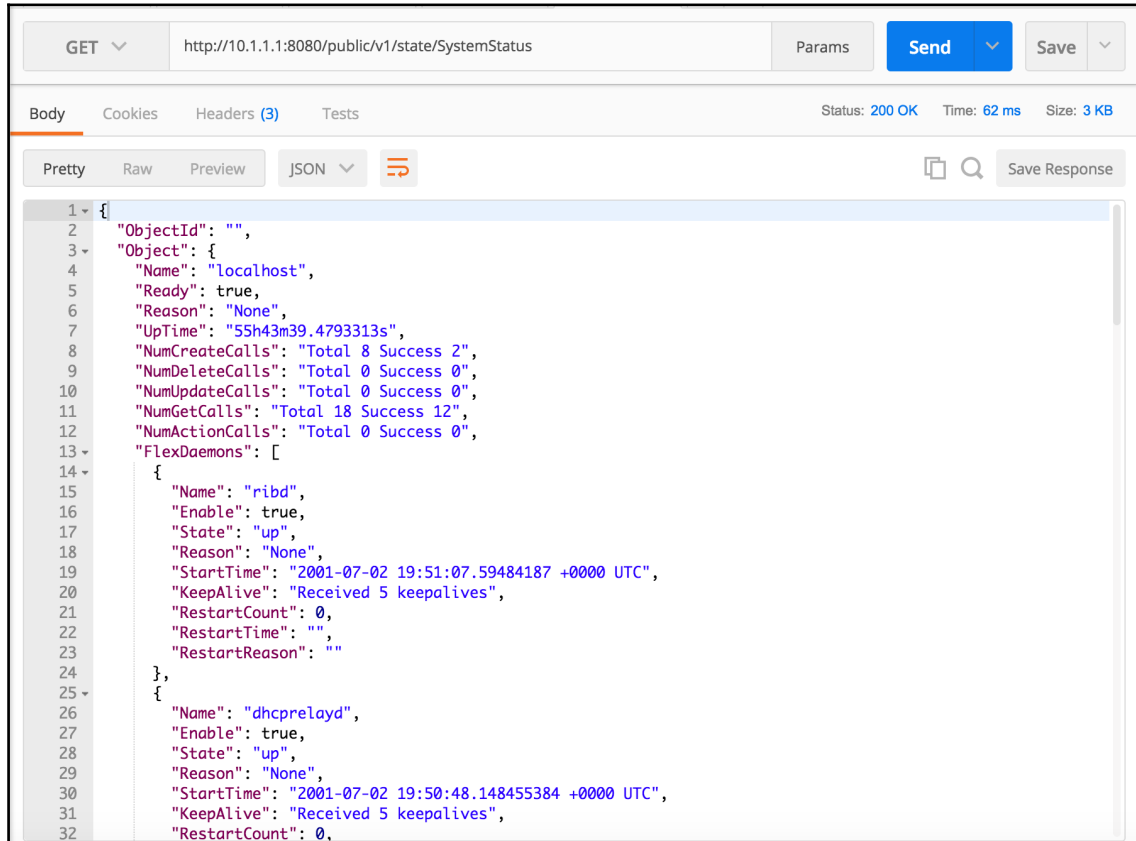 GET http://10.1.1.1:8080/public/v1/state/SystemStatus Params Send Save
Body Cookies Headers (3) Tests Status: 200 OK Time: 62 ms Size: 3 KB
Pretty Raw Preview JSON Save Response
1 {
2 "ObjectId": "",
3 "Object": {
4 "Name": "localhost",
5 "Ready": true,
6 "Reason": "None",
7 "UpTime": "55h43m39.4793313s",
8 "NumCreateCalls": "Total 8 Success 2",
9 "NumDeleteCalls": "Total 0 Success 0",
10 "NumUpdateCalls": "Total 0 Success 0",
11 "NumGetCalls": "Total 18 Success 12",
12 "NumActionCalls": "Total 0 Success 0",
13 "FlexDaemons": [
14 {
15 "Name": "ribd",
16 "Enable": true,
17 "State": "up",
18 "Reason": "None",
19 "StartTime": "2001-07-02 19:51:07.59484187 +0000 UTC",
20 "KeepAlive": "Received 5 keepalives",
21 "RestartCount": 0,
22 "RestartTime": "",
23 "RestartReason": ""
24 },
25 {
26 "Name": "dhcprelayd",
27 "Enable": true,
28 "State": "up",
29 "Reason": "None",
30 "StartTime": "2001-07-02 19:50:48.148455384 +0000 UTC",
31 "KeepAlive": "Received 5 keepalives",
32 "RestartCount": 0,